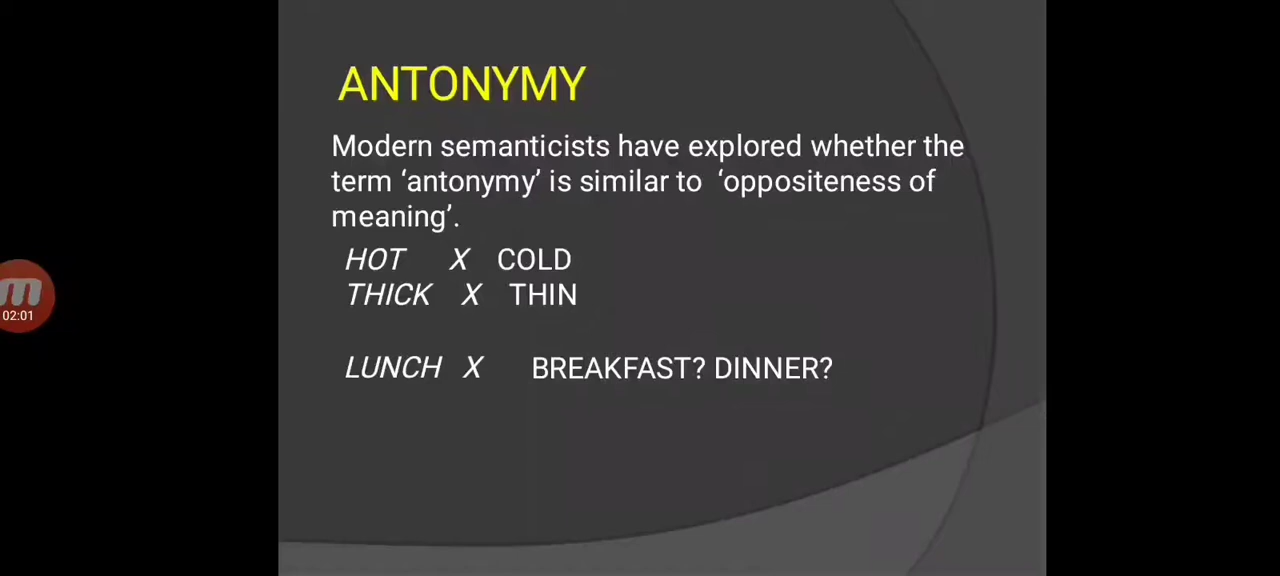 ANTONYMY
Modern semanticists have explored whether the
term ‘antonymy’ is similar to ‘oppositeness of
meaning’.
HOT X COLD
THICK X THIN
LUNCH X BREAKFAST? DINNER?
02:01